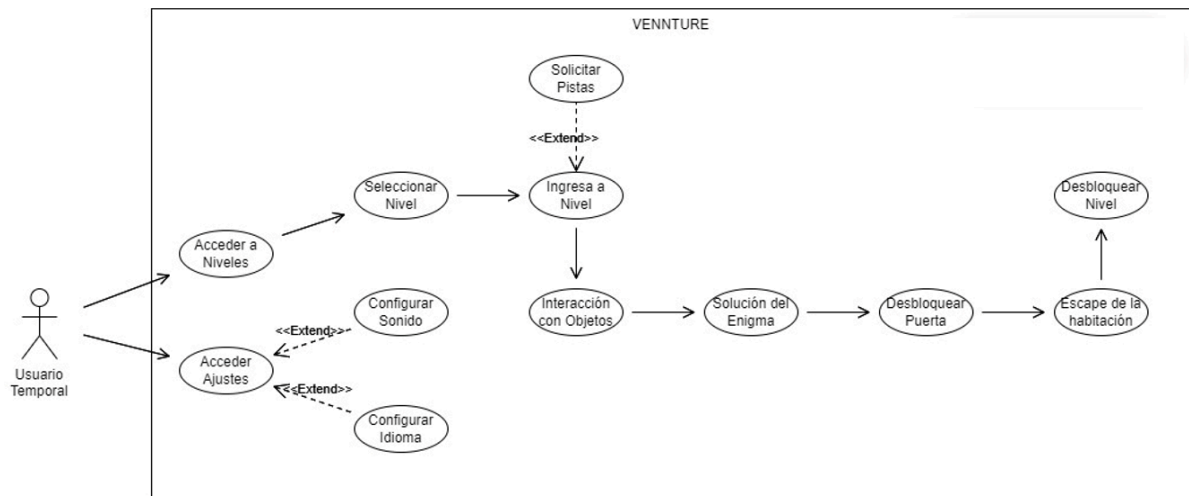 VENNTURE
Solicitar
Pistas
<<Extend>>
Seleccionar
Nivel
Ingresa a
Nivel
Desbloquear
Nivel
Acceder a
Niveles
Configurar
Sonido
Interacción
con Objetos
Solución del
Enigma
Desbloquear
Puerta
Escape de la
habitación
<<Extend>>
Acceder
Ajustes
Usuario
Temporal
<<Extend>>
Configurar
Idioma